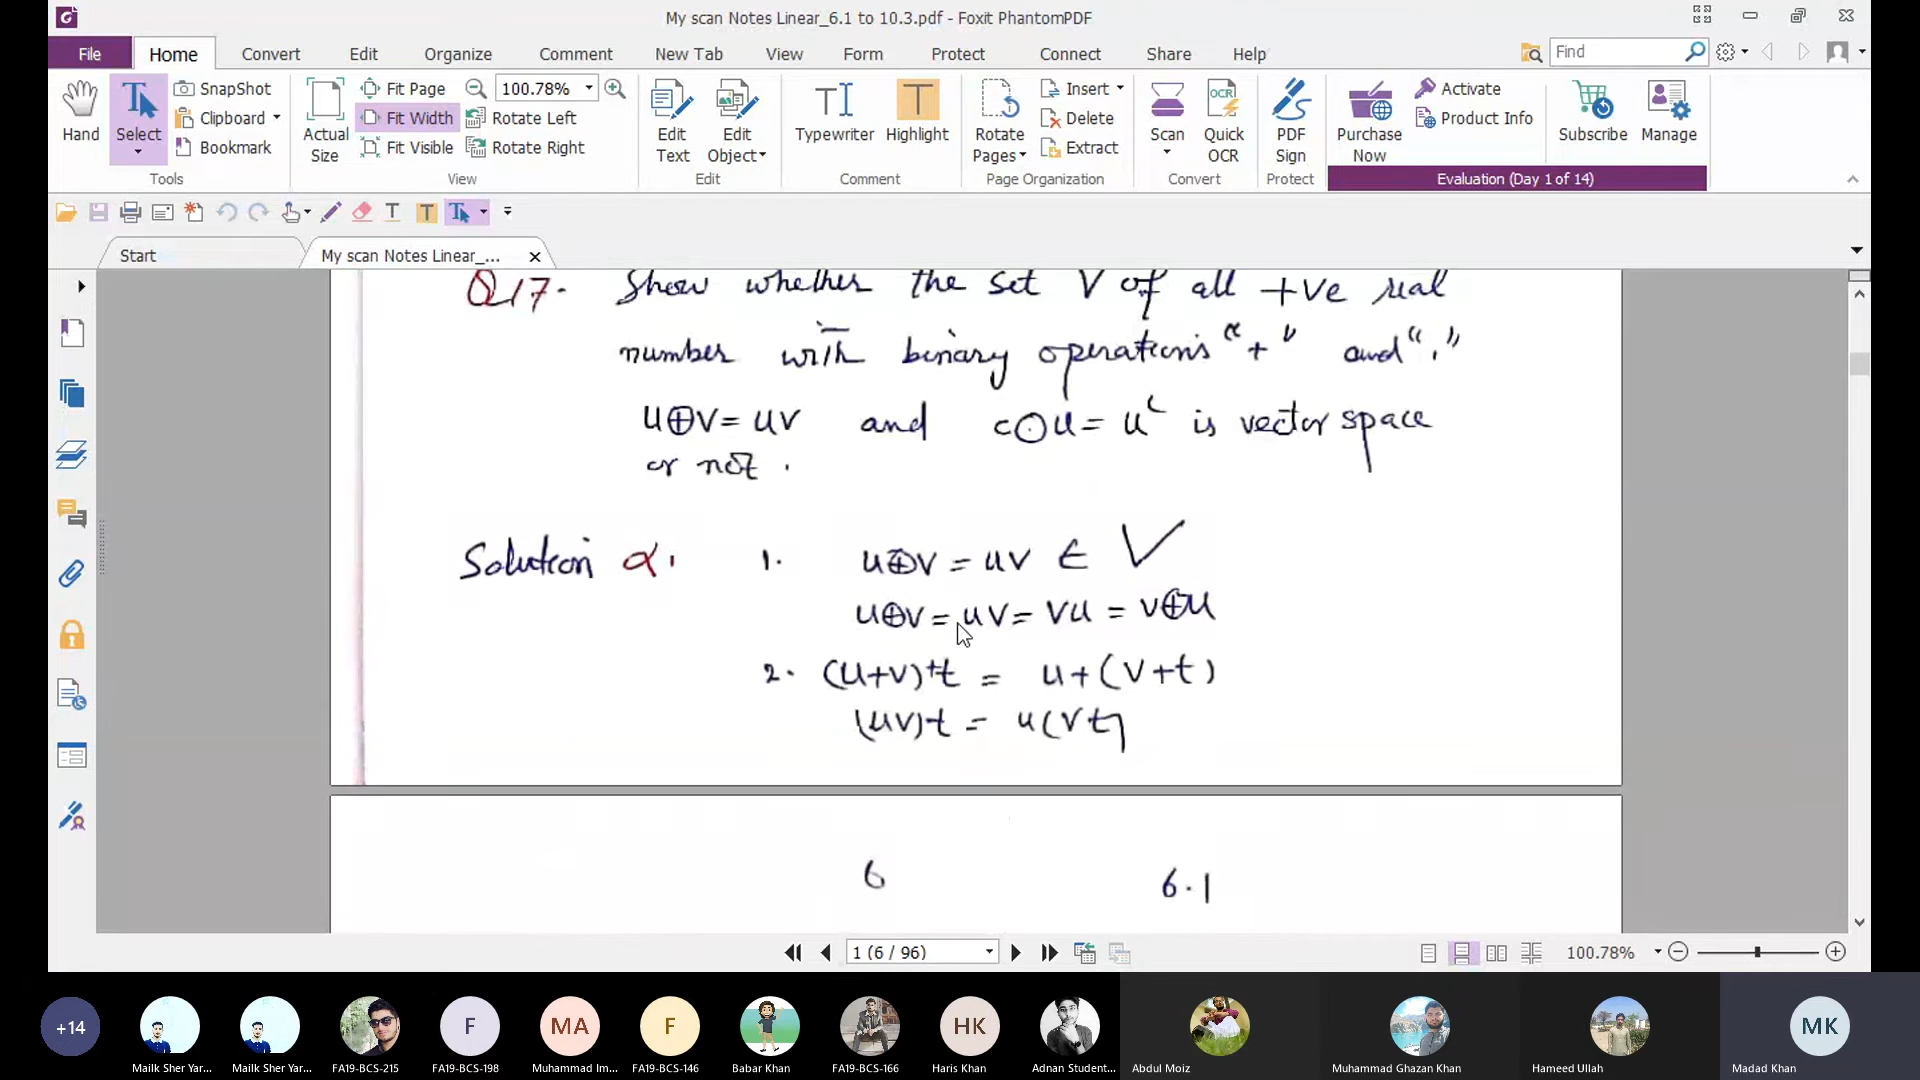 My scan Notes Linear_6.1 to 10.3.pdf - Foxit PhantomPDF
File Home Convert Edit Organize Comment New Tab View Form Protect Connect Share Help Find
Hand
Select
SnapShot
Clipboard
Bookmark
Tools
Actual Size
Fit Page
Fit Width
Fit Visible
100.78%
Rotate Left
Rotate Right
View
Edit Text
Edit Object
Edit
Typewriter
Highlight
Comment
Rotate Pages
Insert
Delete
Extract
Page Organization
Scan
Quick OCR
Convert
PDF Sign
Protect
Purchase Now
Activate
Product Info
Subscribe
Manage
Evaluation (Day 1 of 14)
Start
My scan Notes Linear_...
Q17. Show whether the set V of all +ve real
number with binary operations "+" and "."
u⊕v = uv and c⊙u = u^c is vector space
or not.
Solution α. 1. u⊕v = uv ∈ V
u⊕v = uv = vu = v⊕u
2. (u+v)+t = u+(v+t)
(uv)t = u(vt)
6 6.1
1 (6 / 96)
100.78%
+14
Mailk Sher Yar...
Mailk Sher Yar...
FA19-BCS-215
F
FA19-BCS-198
MA
Muhammad Im...
F
FA19-BCS-146
Babar Khan
FA19-BCS-166
HK
Haris Khan
Adnan Student...
Abdul Moiz
Muhammad Ghazan Khan
Hameed Ullah
MK
Madad Khan